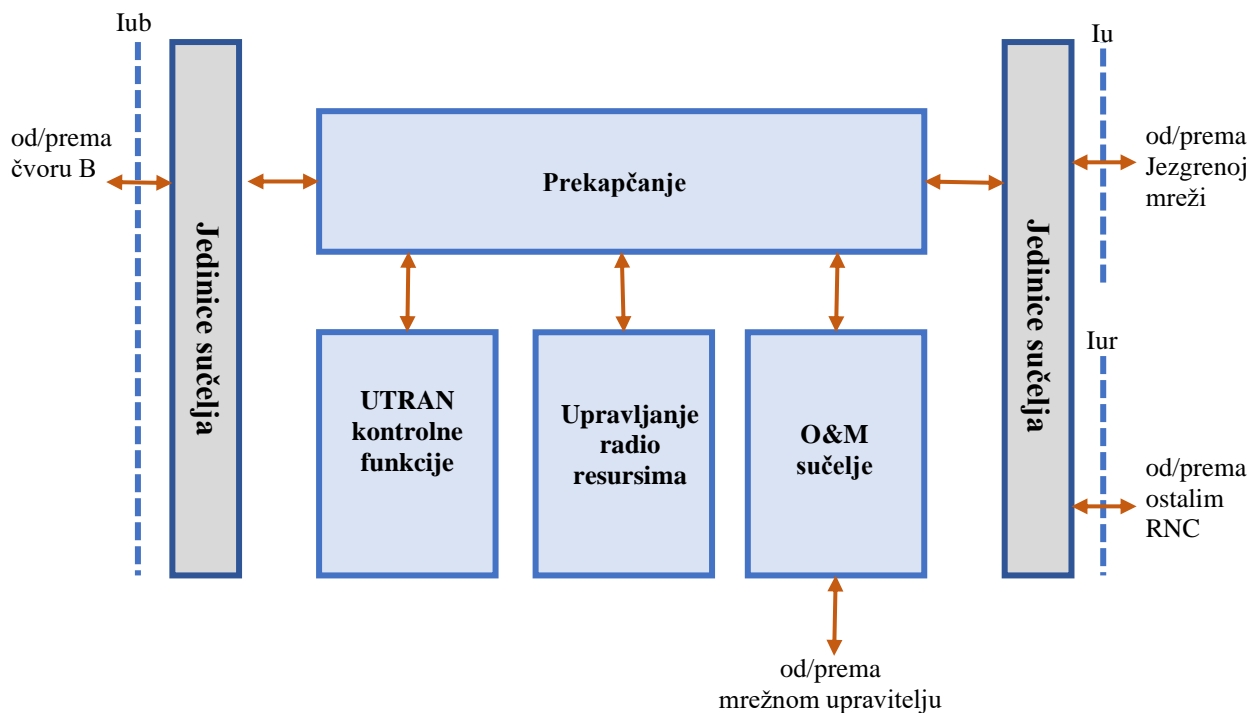 Iub
Iu
od/prema
čvoru B
Jedinice sučelja
Prekapčanje
Jedinice sučelja
od/prema
Jezgrenoj
mreži
Iur
UTRAN
kontrolne
funkcije
Upravljanje
radio
resursima
O&M
sučelje
od/prema
ostalim
RNC
od/prema
mrežnom upravitelju